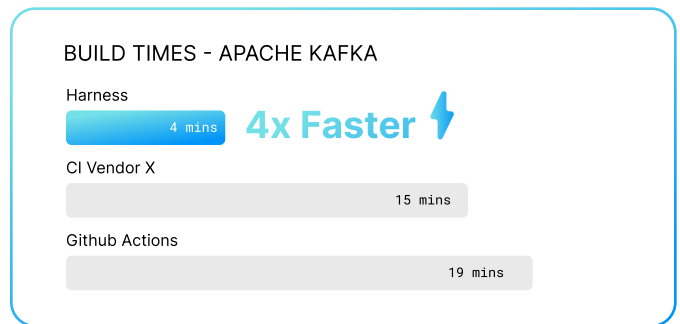 BUILD TIMES - APACHE KAFKA
Harness
4 mins
4x Faster
CI Vendor X
15 mins
Github Actions
19 mins